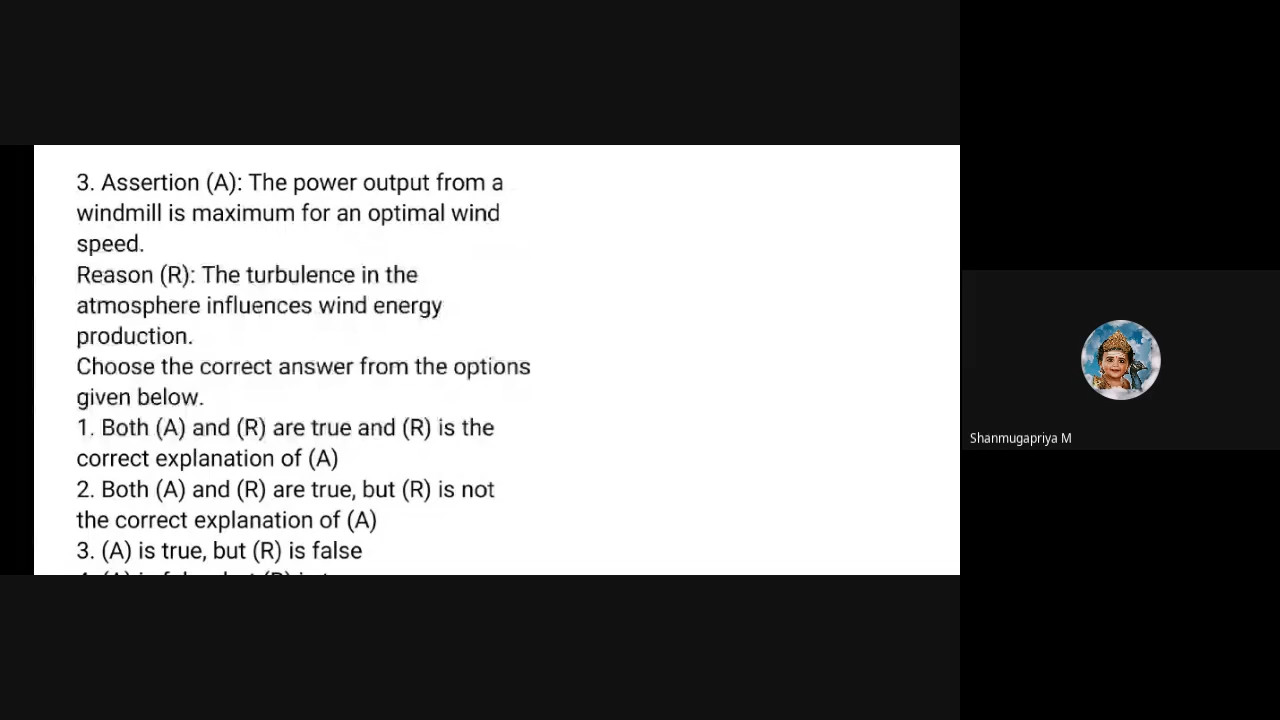 3. Assertion (A): The power output from a
windmill is maximum for an optimal wind
speed.
Reason (R): The turbulence in the
atmosphere influences wind energy
production.
Choose the correct answer from the options
given below.
1. Both (A) and (R) are true and (R) is the
correct explanation of (A)
2. Both (A) and (R) are true, but (R) is not
the correct explanation of (A)
3. (A) is true, but (R) is false
Shanmugapriya M